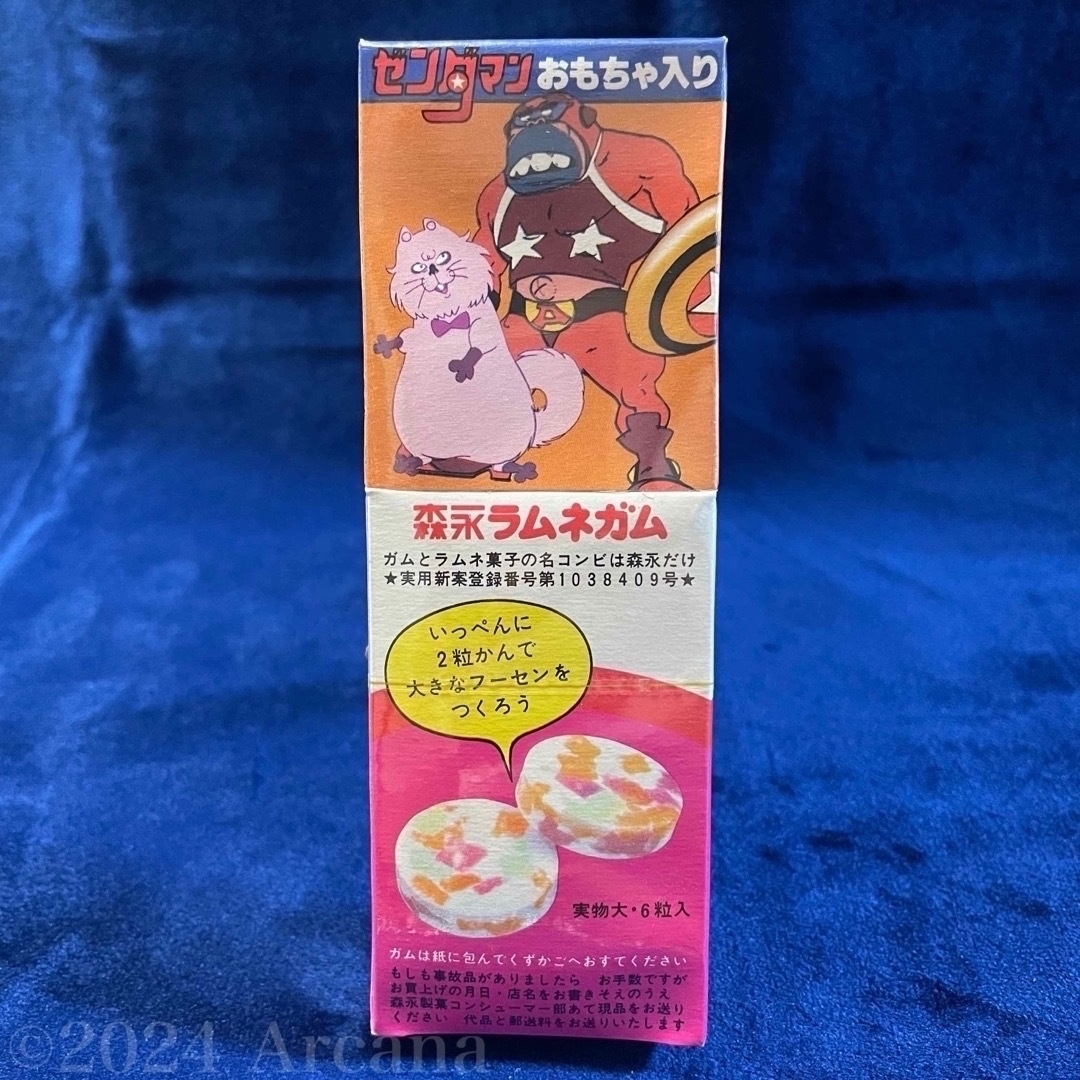 ゼンダマン おもちゃ入り
森永ラムネガム
ガムとラムネ菓子の名コンビは森永だけ
★実用新案登録番号第1038409号★
いっぺんに
2粒かんで
大きなフーセンを
つくろう
実物大・6粒入
ガムは紙に包んでくずかごへおすてください
もしも事故品がありましたら お手数ですが
お買上げの月日・店名をお書きそえのうえ
森永製菓コンシューマー部あて現品をお送り
ください 代品と郵送料をお送りいたします
©2024 Arcana